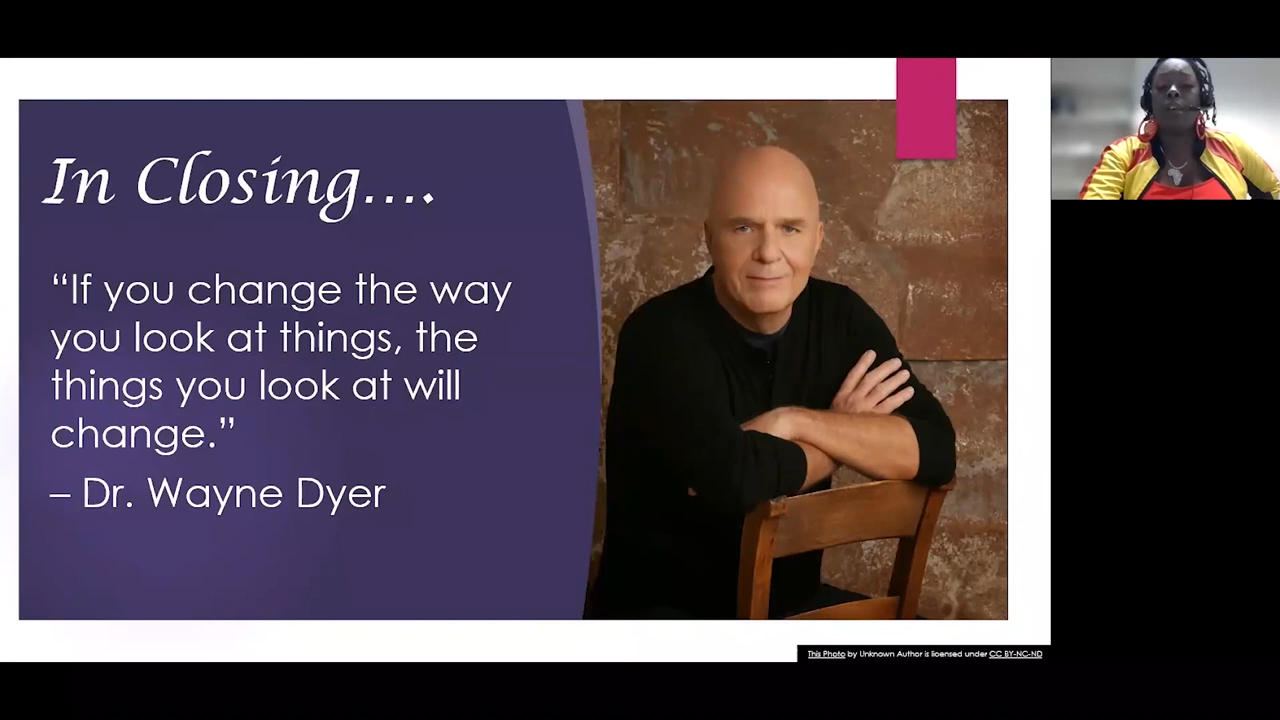 In Closing….
“If you change the way
you look at things, the
things you look at will
change.”
– Dr. Wayne Dyer
This Photo by Unknown Author is licensed under CC BY-NC-ND